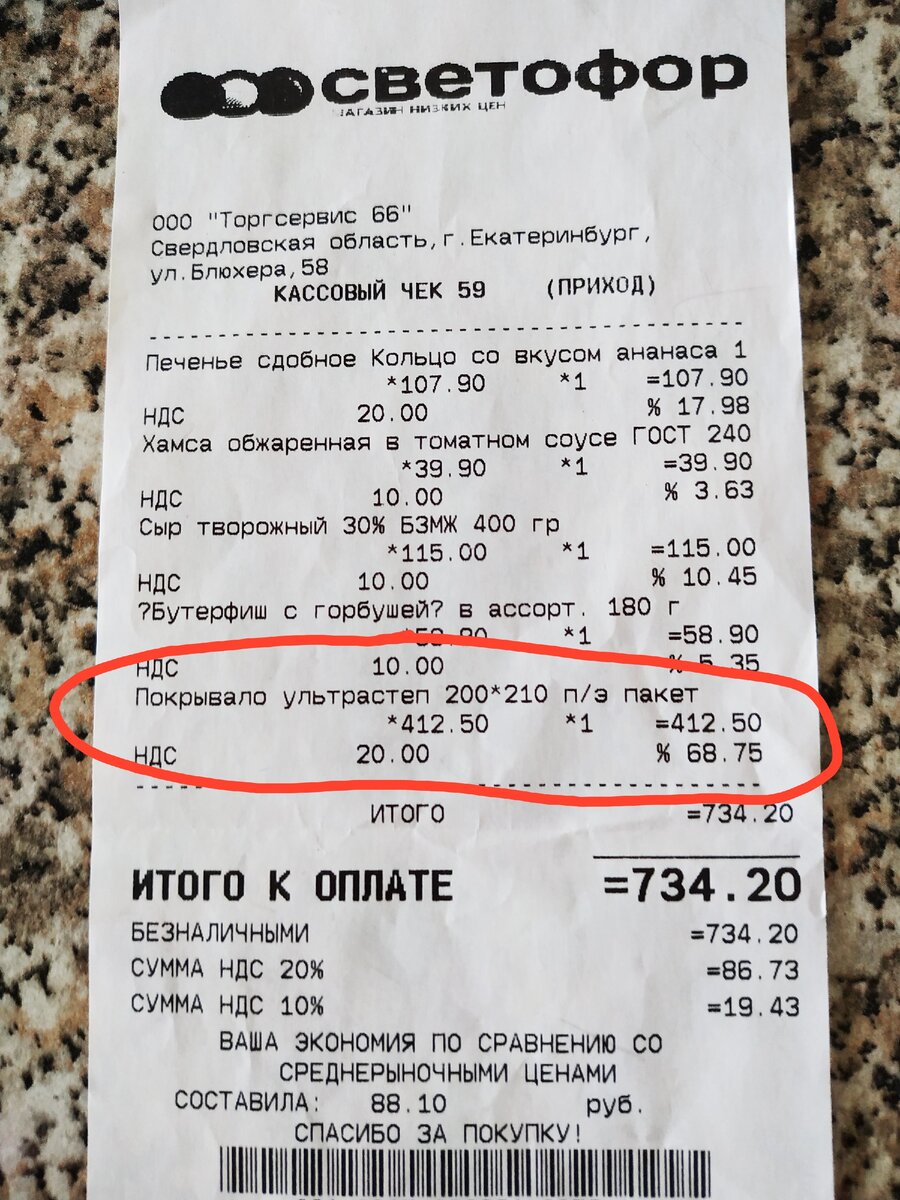 светофор
МАГАЗИН НИЗКИХ ЦЕН
ООО "Торгсервис 66"
Свердловская область,г.Екатеринбург,
ул.Блюхера,58
КАССОВЫЙ ЧЕК 59 (ПРИХОД)
Печенье сдобное Кольцо со вкусом ананаса 1
*107.90 *1 =107.90
НДС 20.00 % 17.98
Хамса обжаренная в томатном соусе ГОСТ 240
*39.90 *1 =39.90
НДС 10.00 % 3.63
Сыр творожный 30% БЗМЖ 400 гр
*115.00 *1 =115.00
НДС 10.00 % 10.45
?Бутерфиш с горбушей? в ассорт. 180 г
*58.90 *1 =58.90
НДС 10.00 % 5.35
Покрывало ультрастеп 200*210 п/э пакет
*412.50 *1 =412.50
НДС 20.00 % 68.75
ИТОГО =734.20
ИТОГО К ОПЛАТЕ =734.20
БЕЗНАЛИЧНЫМИ =734.20
СУММА НДС 20% =86.73
СУММА НДС 10% =19.43
ВАША ЭКОНОМИЯ ПО СРАВНЕНИЮ СО
СРЕДНЕРЫНОЧНЫМИ ЦЕНАМИ
СОСТАВИЛА: 88.10 руб.
СПАСИБО ЗА ПОКУПКУ!